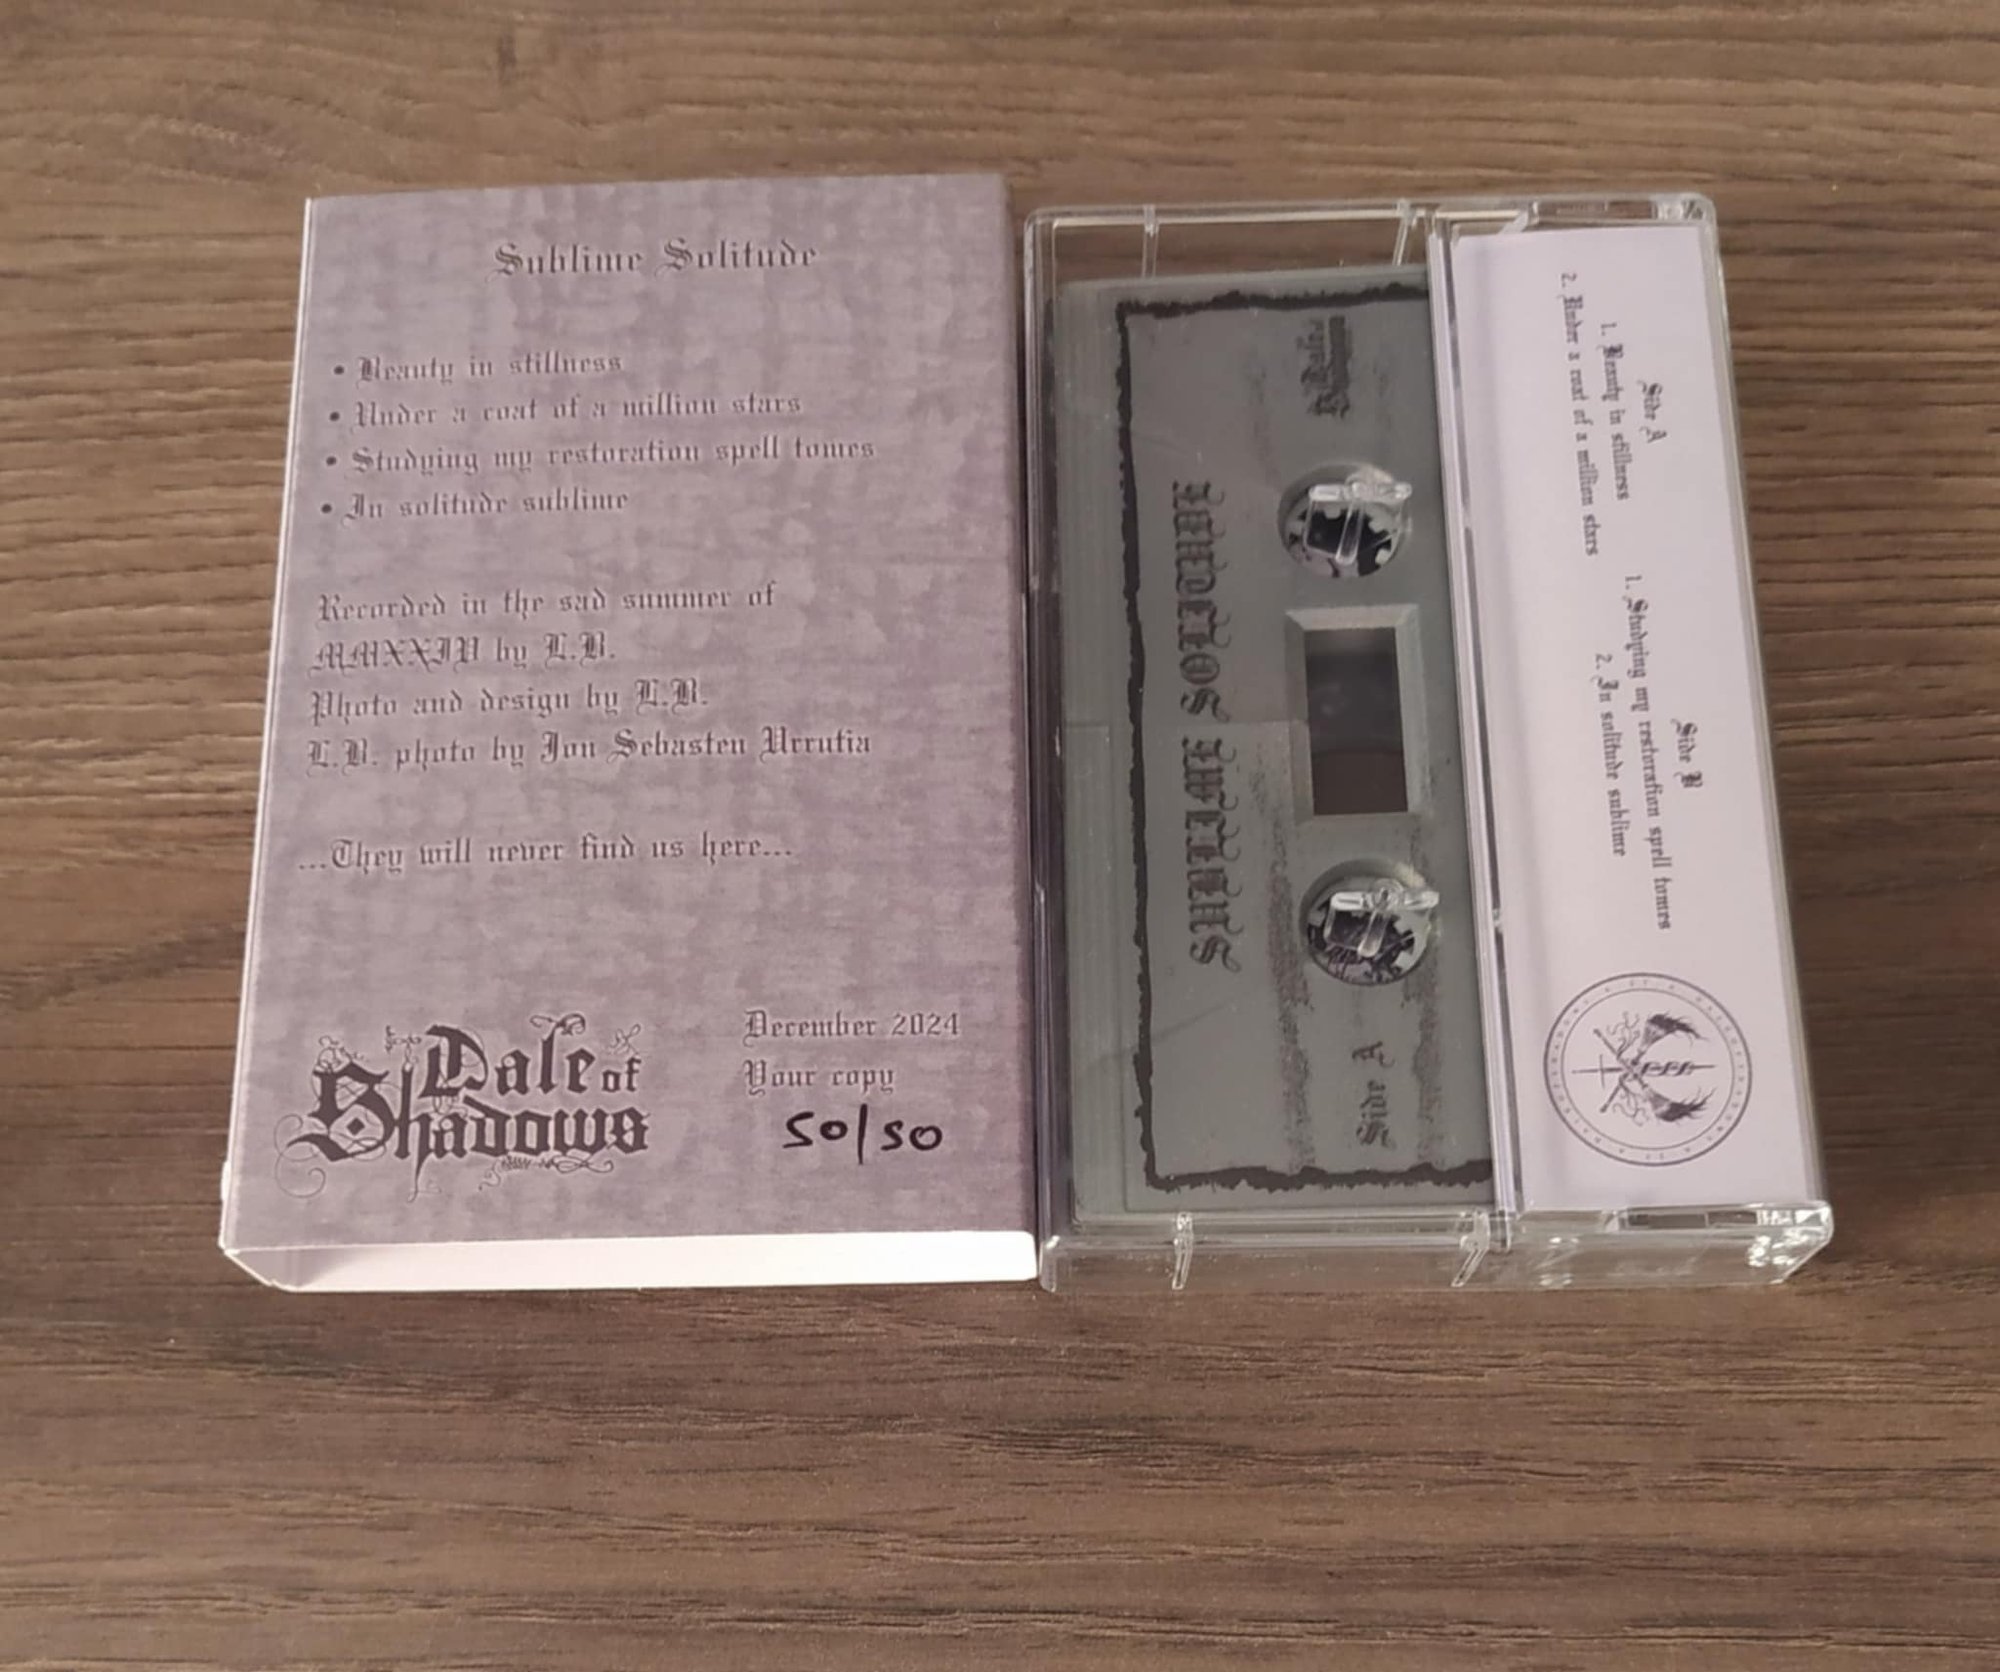 Sublime Solitude
• Beauty in stillness
• Under a coat of a million stars
• Studying my restoration spell tomes
• In solitude sublime
Recorded in the sad summer of
MMXXIV by L.B.
Photo and design by L.B.
L.B. photo by Jon Sebasten Urrutia
...They will never find us here...
Tale of
Shadows
December 2024
Your copy
50/50
SUBLIME SOLITUDE
Side A
Side A
1. Beauty in stillness
2. Under a coat of a million stars
Side B
1. Studying my restoration spell tomes
2. In solitude sublime